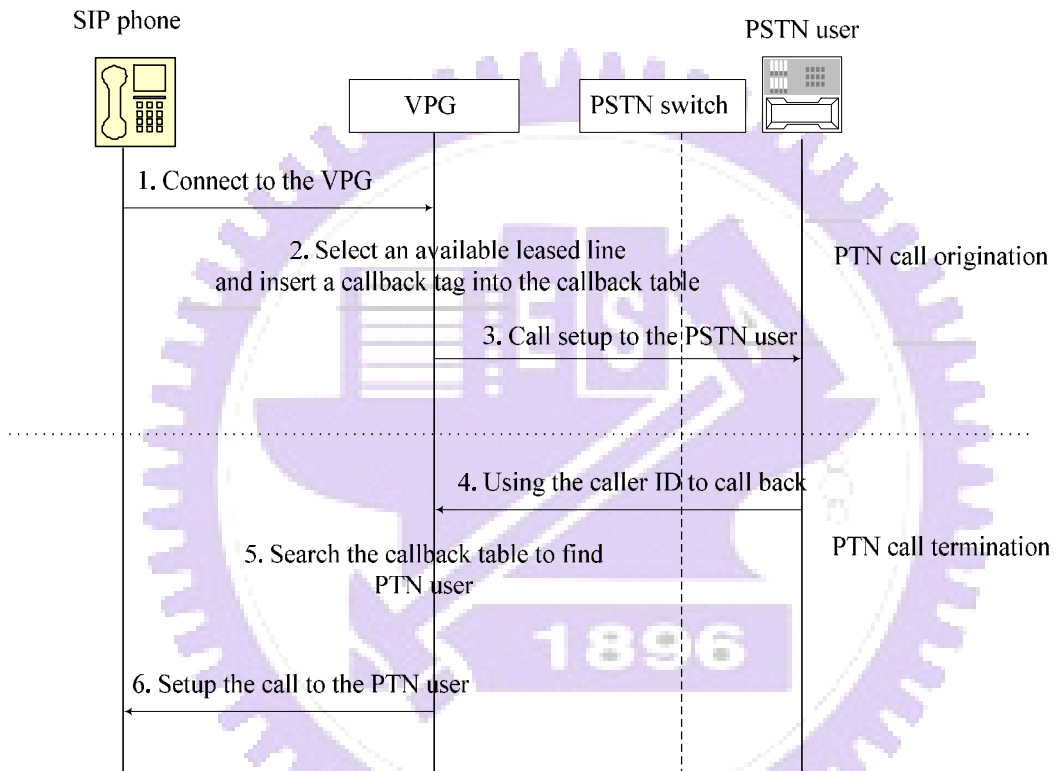 SIP phone
PSTN user
VPG
PSTN switch
1. Connect to the VPG
2. Select an available leased line
and insert a callback tag into the callback table
PTN call origination
3. Call setup to the PSTN user
4. Using the caller ID to call back
5. Search the callback table to find
PTN user
PTN call termination
6. Setup the call to the PTN user
ESA
1896